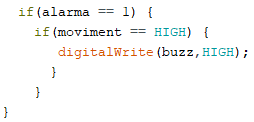 if(alarma == 1) {
if(moviment == HIGH) {
digitalWrite(buzz,HIGH);
}
}
}